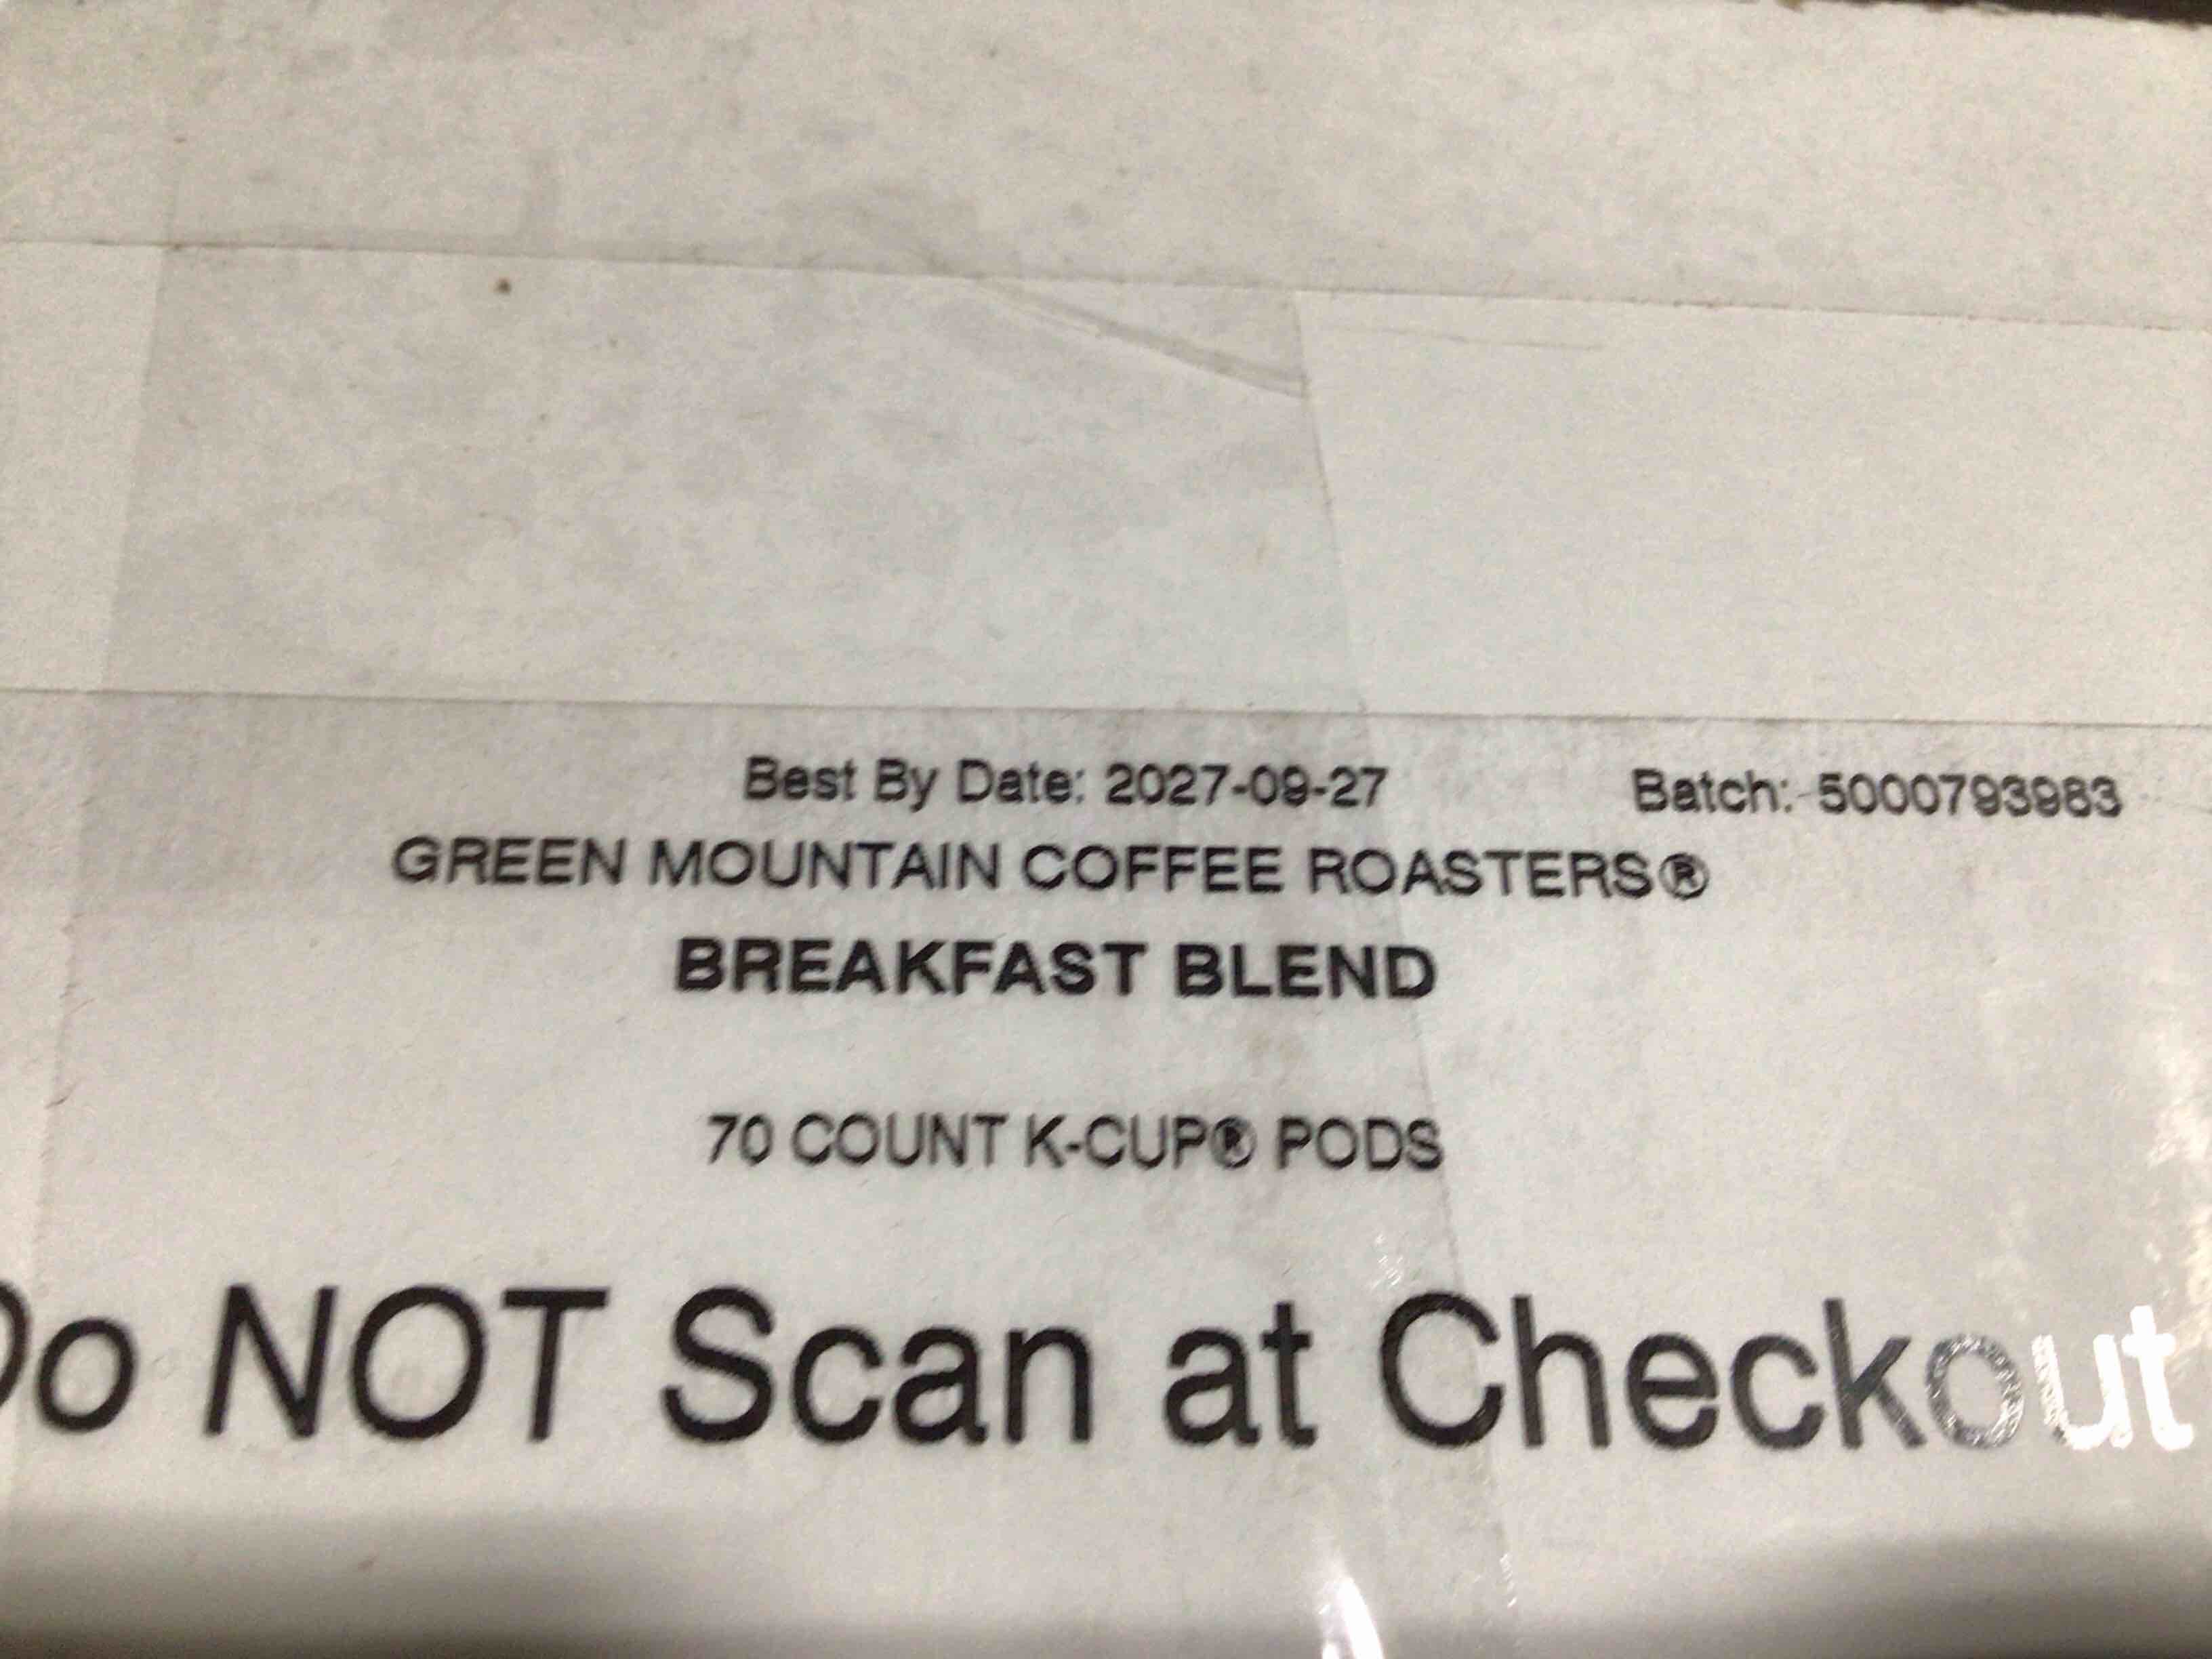 Best By Date: 2027-09-27 Batch: 5000793983
GREEN MOUNTAIN COFFEE ROASTERS®
BREAKFAST BLEND
70 COUNT K-CUP® PODS
Do NOT Scan at Checkout